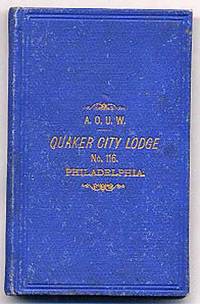 A. O. U. W.
QUAKER CITY LODGE
No. 116.
PHILADELPHIA.